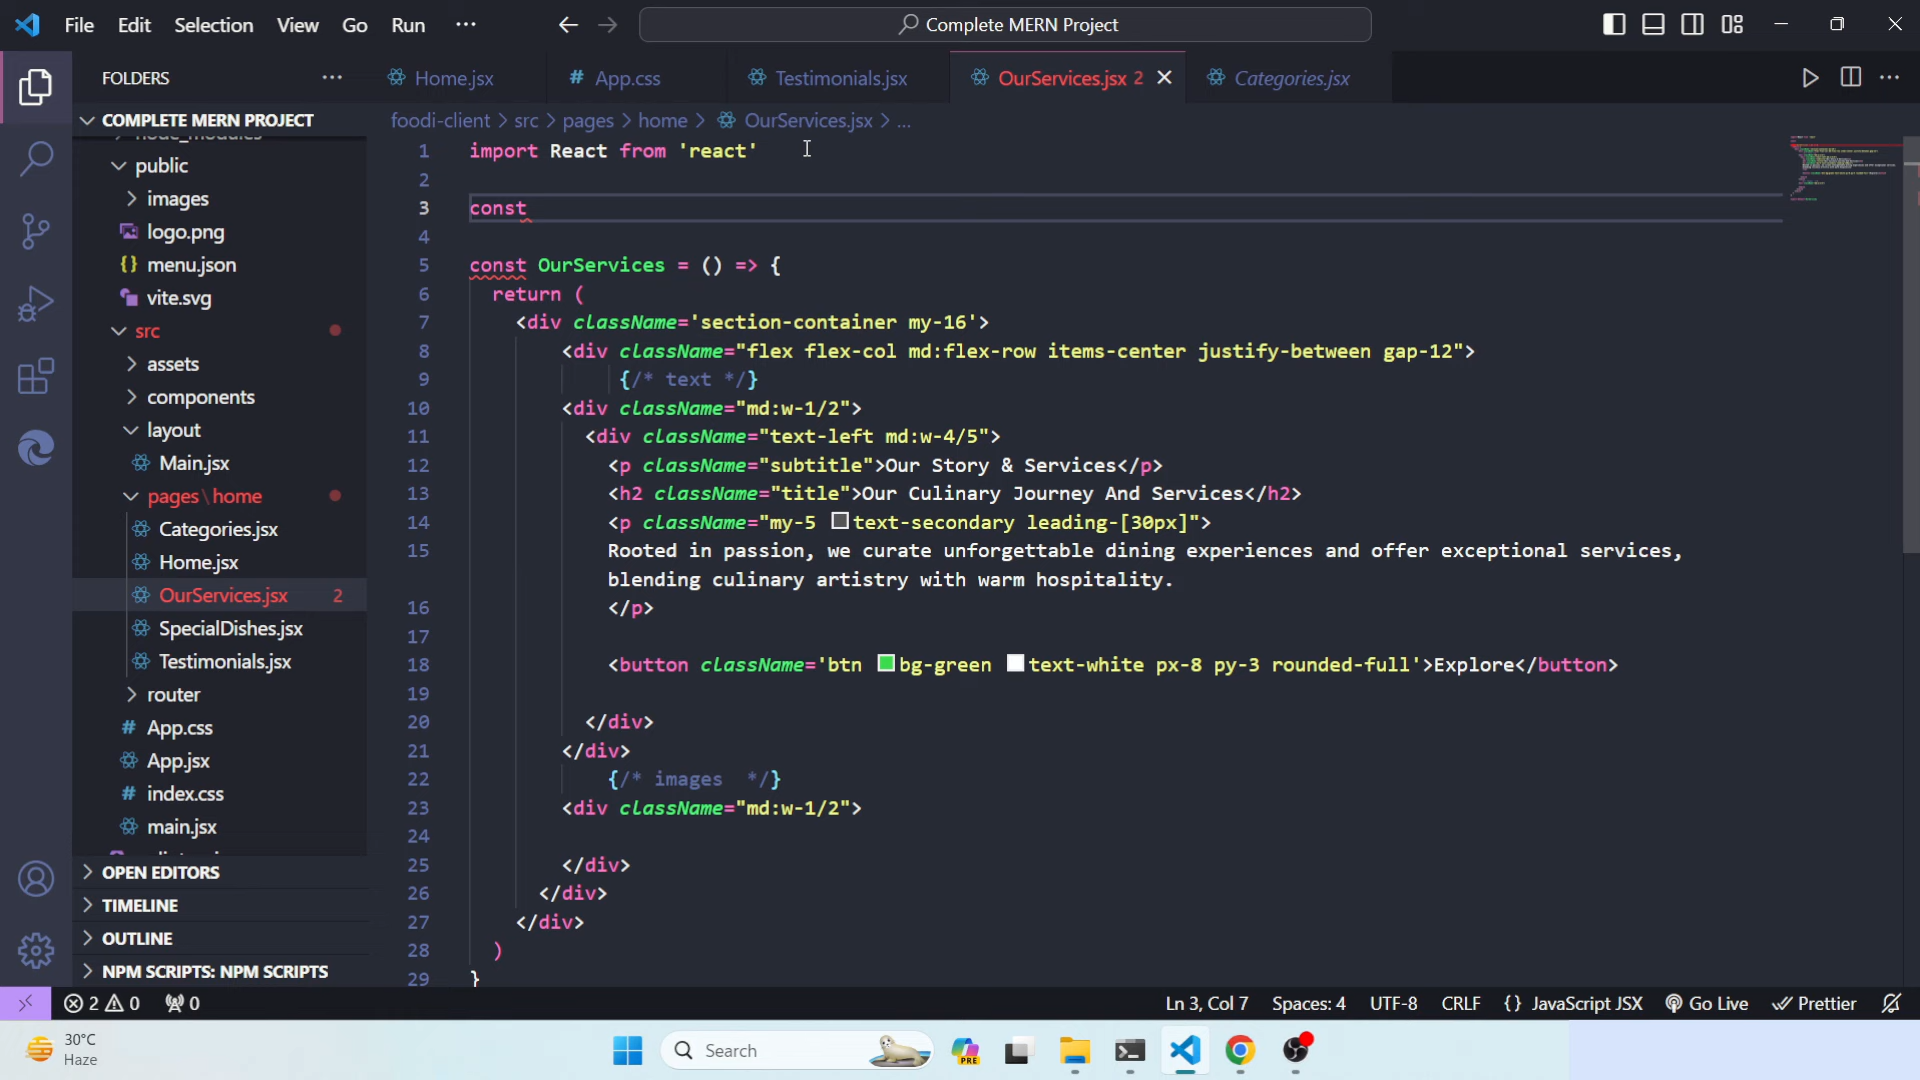 File Edit Selection View Go Run ···
Complete MERN Project
FOLDERS ···
Home.jsx
# App.css
Testimonials.jsx
OurServices.jsx 2
Categories.jsx
COMPLETE MERN PROJECT
node_modules
public
images
logo.png
{} menu.json
vite.svg
src
assets
components
layout
Main.jsx
pages\home
Categories.jsx
Home.jsx
OurServices.jsx 2
SpecialDishes.jsx
Testimonials.jsx
router
# App.css
App.jsx
# index.css
main.jsx
OPEN EDITORS
TIMELINE
OUTLINE
NPM SCRIPTS: NPM SCRIPTS
foodi-client > src > pages > home > OurServices.jsx > ...
1 import React from 'react'
2
3 const
4
5 const OurServices = () => {
6 return (
7 <div className='section-container my-16'>
8 <div className="flex flex-col md:flex-row items-center justify-between gap-12">
9 {/* text */}
10 <div className="md:w-1/2">
11 <div className="text-left md:w-4/5">
12 <p className="subtitle">Our Story & Services</p>
13 <h2 className="title">Our Culinary Journey And Services</h2>
14 <p className="my-5 text-secondary leading-[30px]">
15 Rooted in passion, we curate unforgettable dining experiences and offer exceptional services,
blending culinary artistry with warm hospitality.
16 </p>
17
18 <button className='btn bg-green text-white px-8 py-3 rounded-full'>Explore</button>
19
20 </div>
21 </div>
22 {/* images */}
23 <div className="md:w-1/2">
24
25 </div>
26 </div>
27 </div>
28 )
29 }
2 0 0
Ln 3, Col 7 Spaces: 4 UTF-8 CRLF {} JavaScript JSX Go Live Prettier
30°C
Haze
Search
PRE